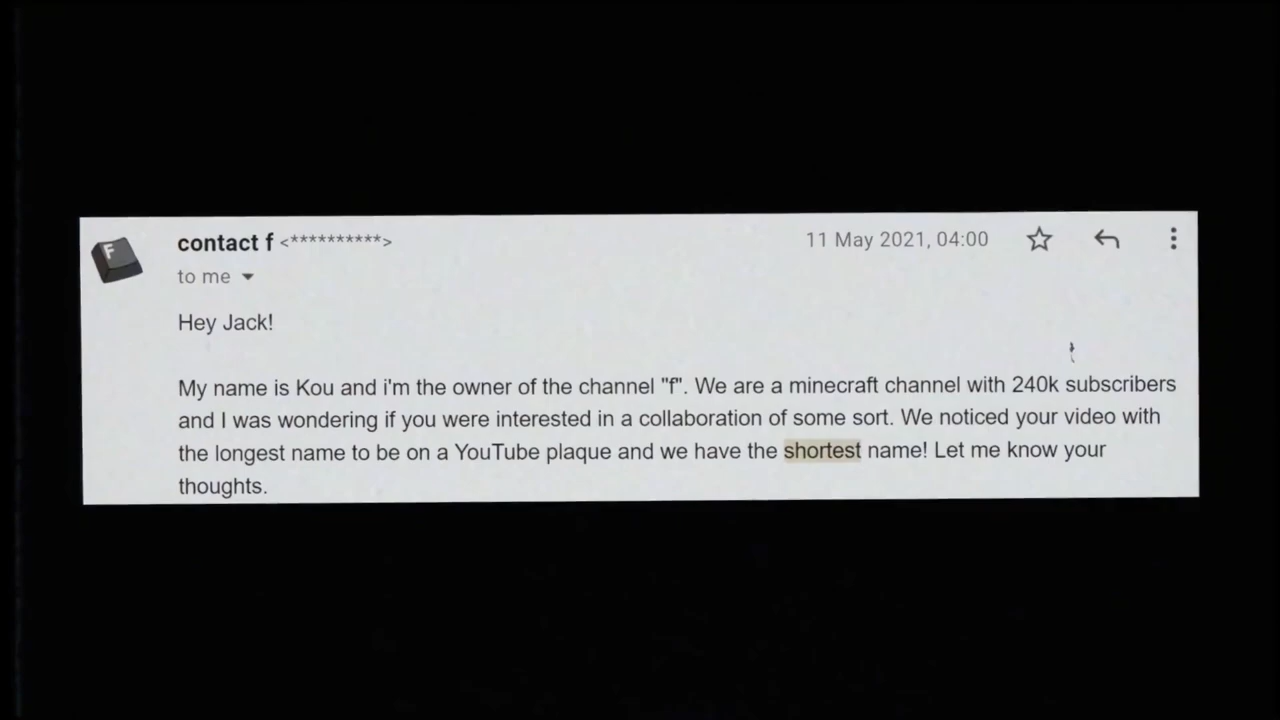 F
contact f <**********>
11 May 2021, 04:00
to me
Hey Jack!
My name is Kou and i'm the owner of the channel "f". We are a minecraft channel with 240k subscribers
and I was wondering if you were interested in a collaboration of some sort. We noticed your video with
the longest name to be on a YouTube plaque and we have the shortest name! Let me know your
thoughts.